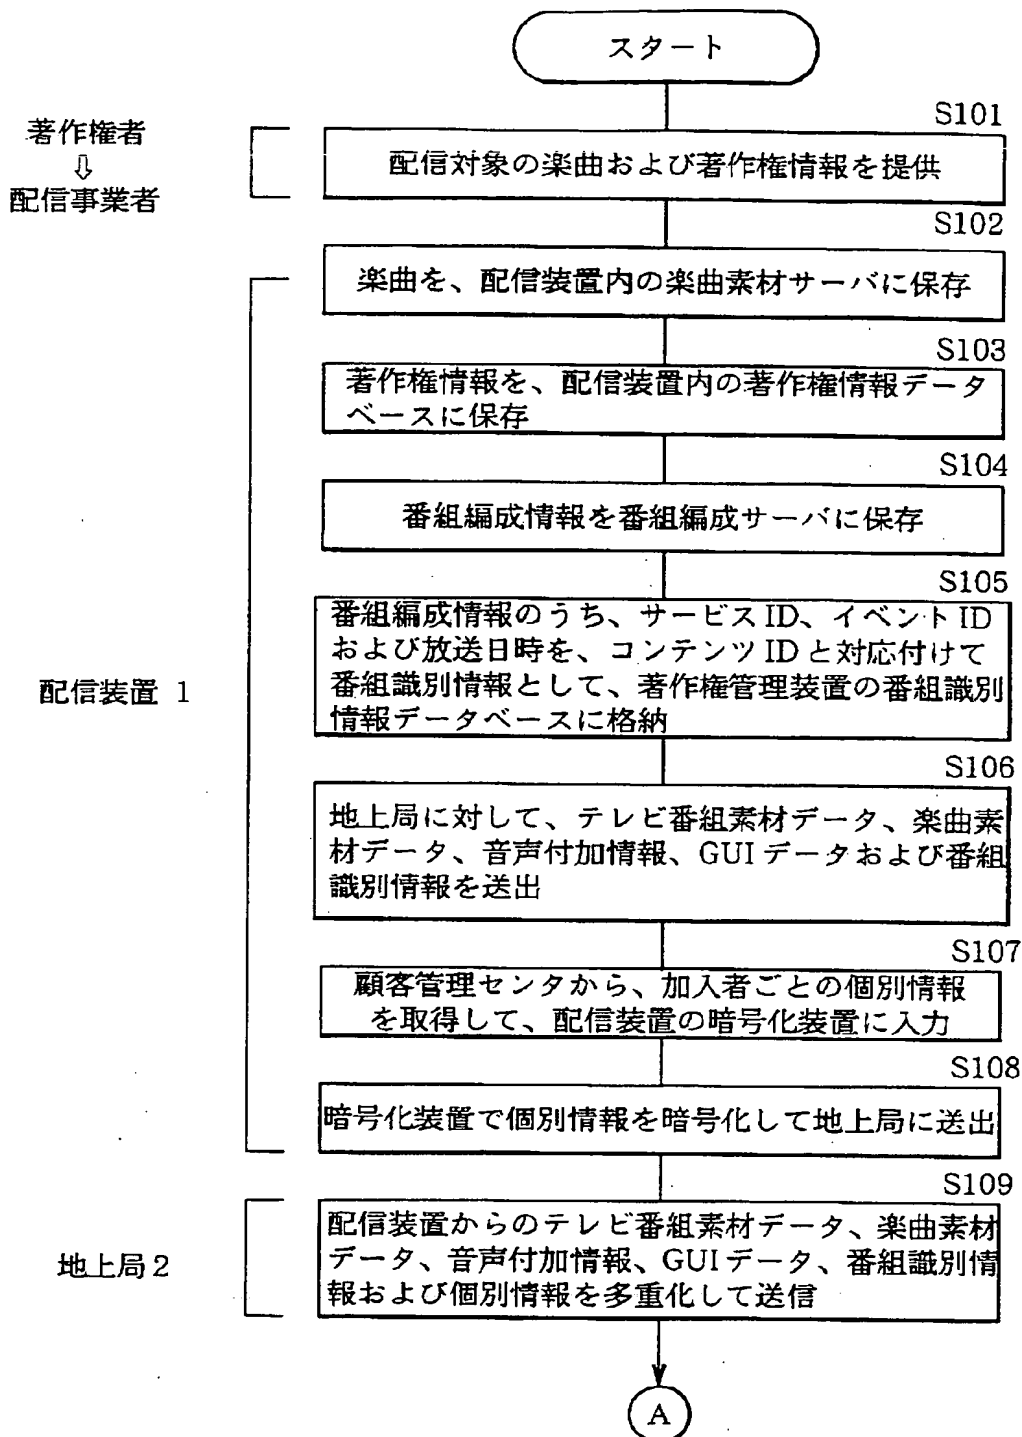 スタート
著作権者
⇩
配信事業者
S101
配信対象の楽曲および著作権情報を提供
S102
楽曲を、配信装置内の楽曲素材サーバに保存
S103
著作権情報を、配信装置内の著作権情報データ
ベースに保存
S104
番組編成情報を番組編成サーバに保存
配信装置 1
S105
番組編成情報のうち、サービスID、イベントID
および放送日時を、コンテンツIDと対応付けて
番組識別情報として、著作権管理装置の番組識別
情報データベースに格納
S106
地上局に対して、テレビ番組素材データ、楽曲素
材データ、音声付加情報、GUIデータおよび番組
識別情報を送出
S107
顧客管理センタから、加入者ごとの個別情報
を取得して、配信装置の暗号化装置に入力
S108
暗号化装置で個別情報を暗号化して地上局に送出
地上局2
S109
配信装置からのテレビ番組素材データ、楽曲素材
データ、音声付加情報、GUIデータ、番組識別情
報および個別情報を多重化して送信
A